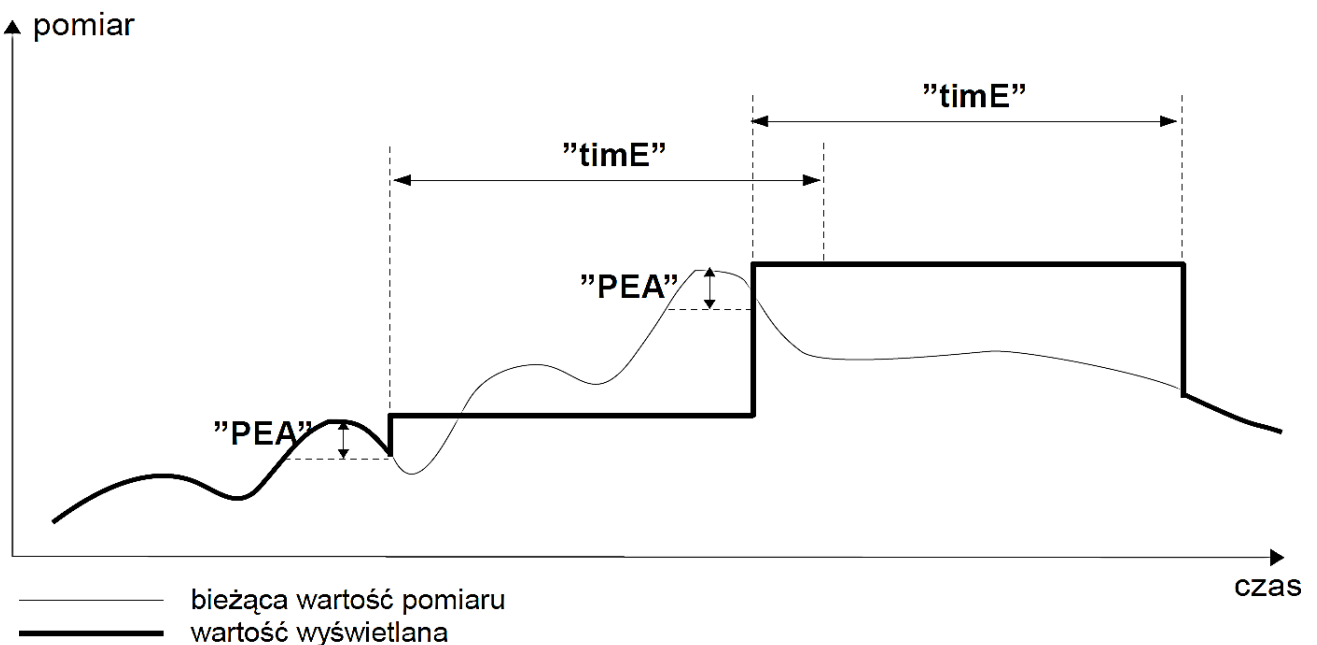 pomiar
”timE”
”timE”
”PEA”
”PEA”
czas
bieżąca wartość pomiaru
wartość wyświetlana